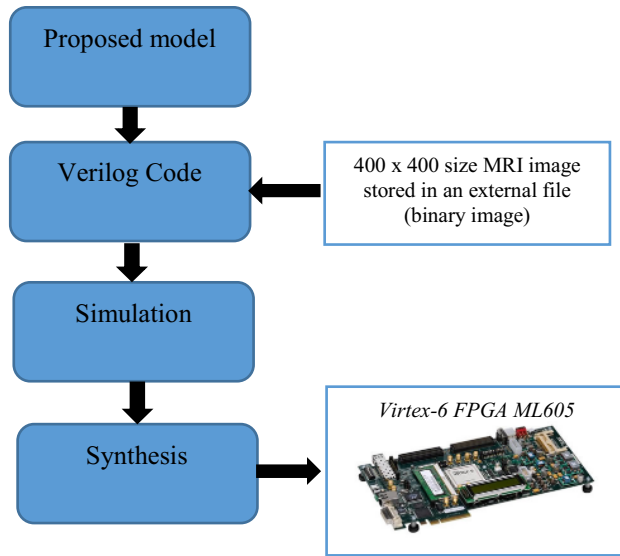 Proposed model
Verilog Code
400 x 400 size MRI image
stored in an external file
(binary image)
Simulation
Virtex-6 FPGA ML605
Synthesis